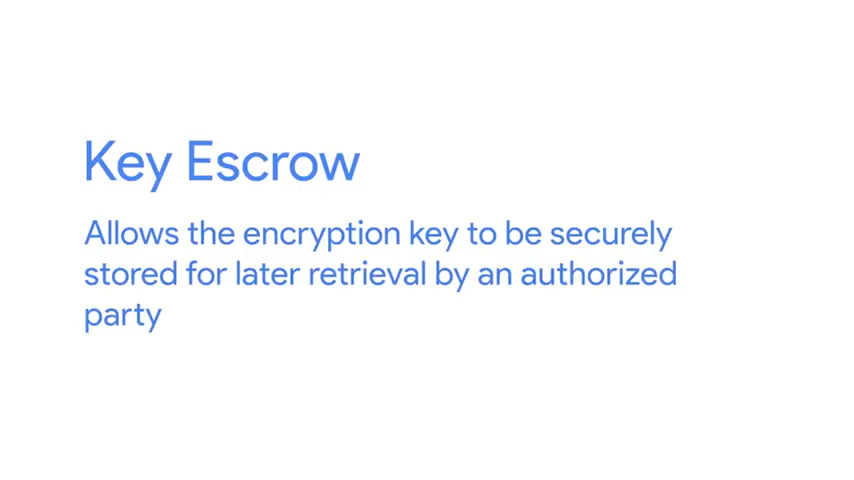 Key Escrow
Allows the encryption key to be securely
stored for later retrieval by an authorized
party